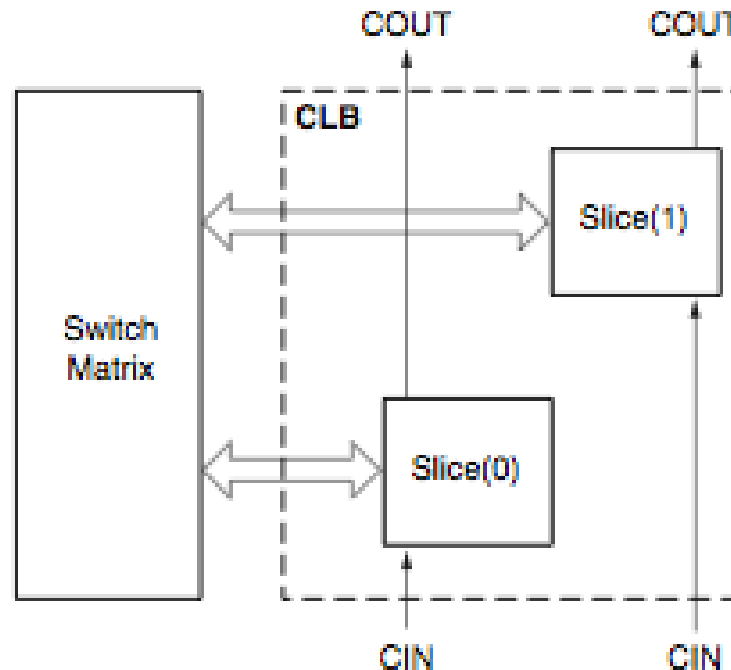 COUT
COUT
CLB
Slice(1)
Switch
Matrix
Slice(0)
CIN
CIN